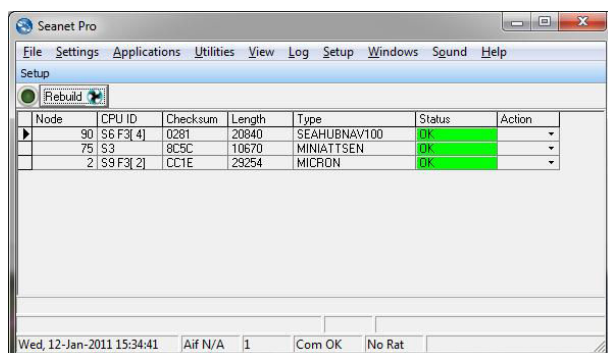 Seanet Pro
File Settings Applications Utilities View Log Setup Windows Sound Help
Setup
Rebuild
Node CPU ID Checksum Length Type Status Action
90 S6 F3[ 4] 0281 20840 SEAHUBNAV100 OK
75 S3 8C5C 10670 MINIATTSEN OK
2 S9 F3[ 2] CC1E 29254 MICRON OK
Wed, 12-Jan-2011 15:34:41 Aif N/A 1 Com OK No Rat